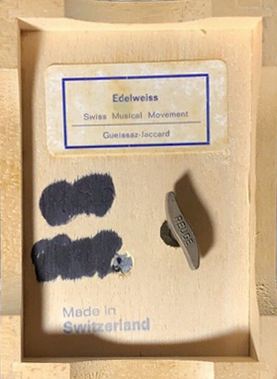 Edelweiss
Swiss Musical Movement
Gueissaz-Jaccard
REUGE
Made in
Switzerland